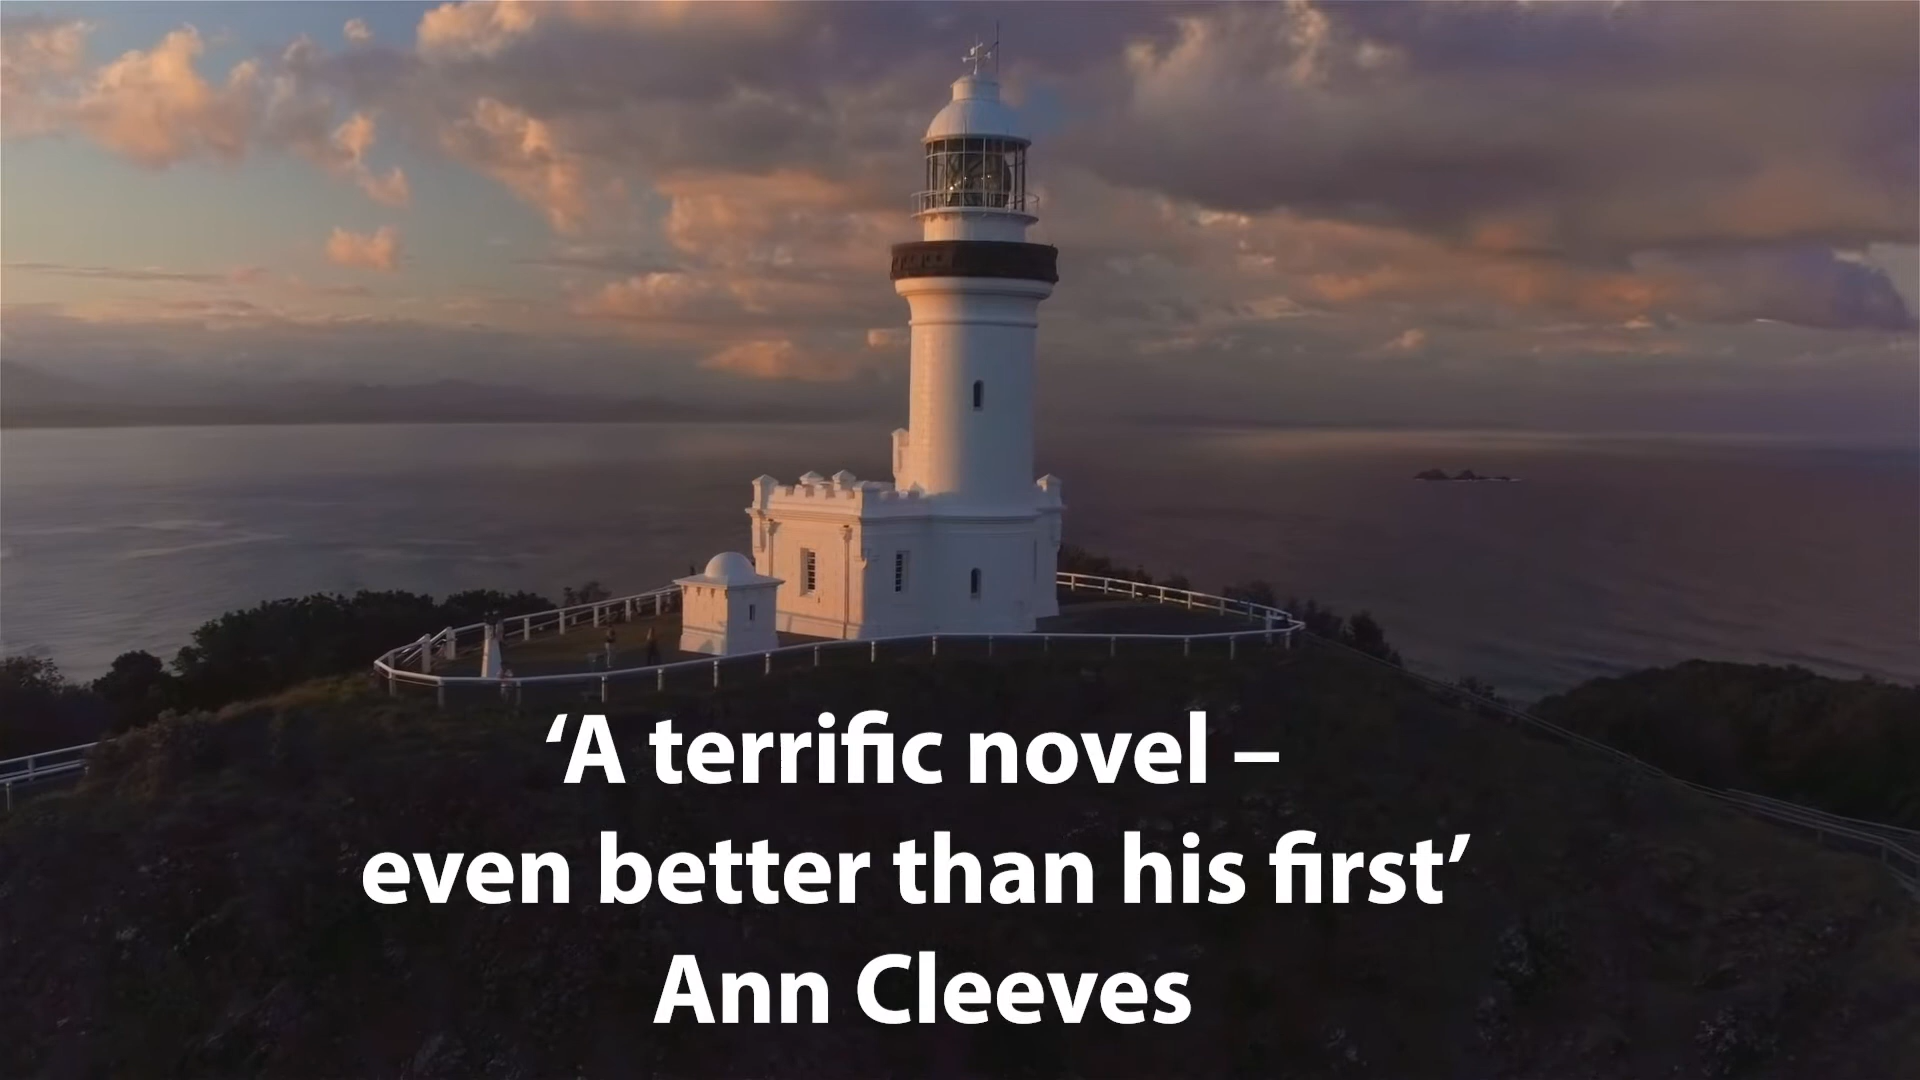 ‘A terrific novel –
even better than his first’
Ann Cleeves